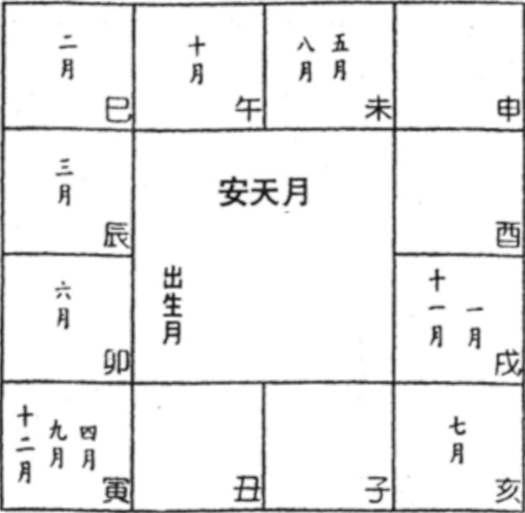 二月
巳
十月
午
五月
八月
未
申
三月
辰
安天月
出生月
酉
六月
卯
一月
十一月
戌
四月
九月
十二月
寅
丑
子
七月
亥